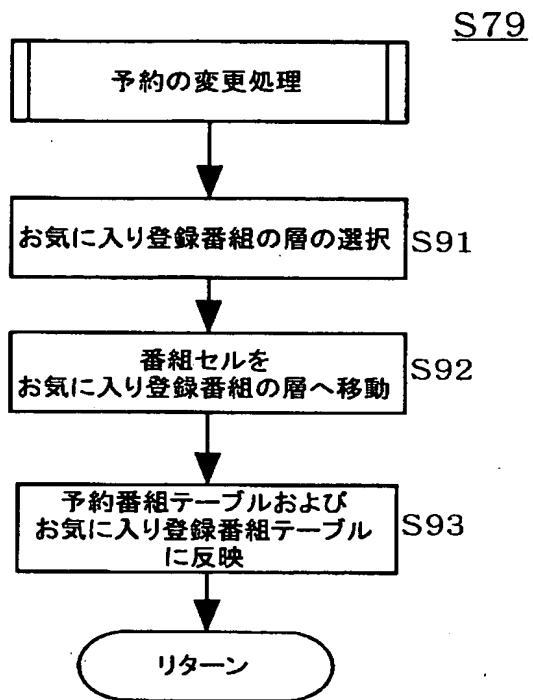 S79
予約の変更処理
お気に入り登録番組の層の選択
S91
番組セルを
お気に入り登録番組の層へ移動
S92
予約番組テーブルおよび
お気に入り登録番組テーブル
に反映
S93
リターン